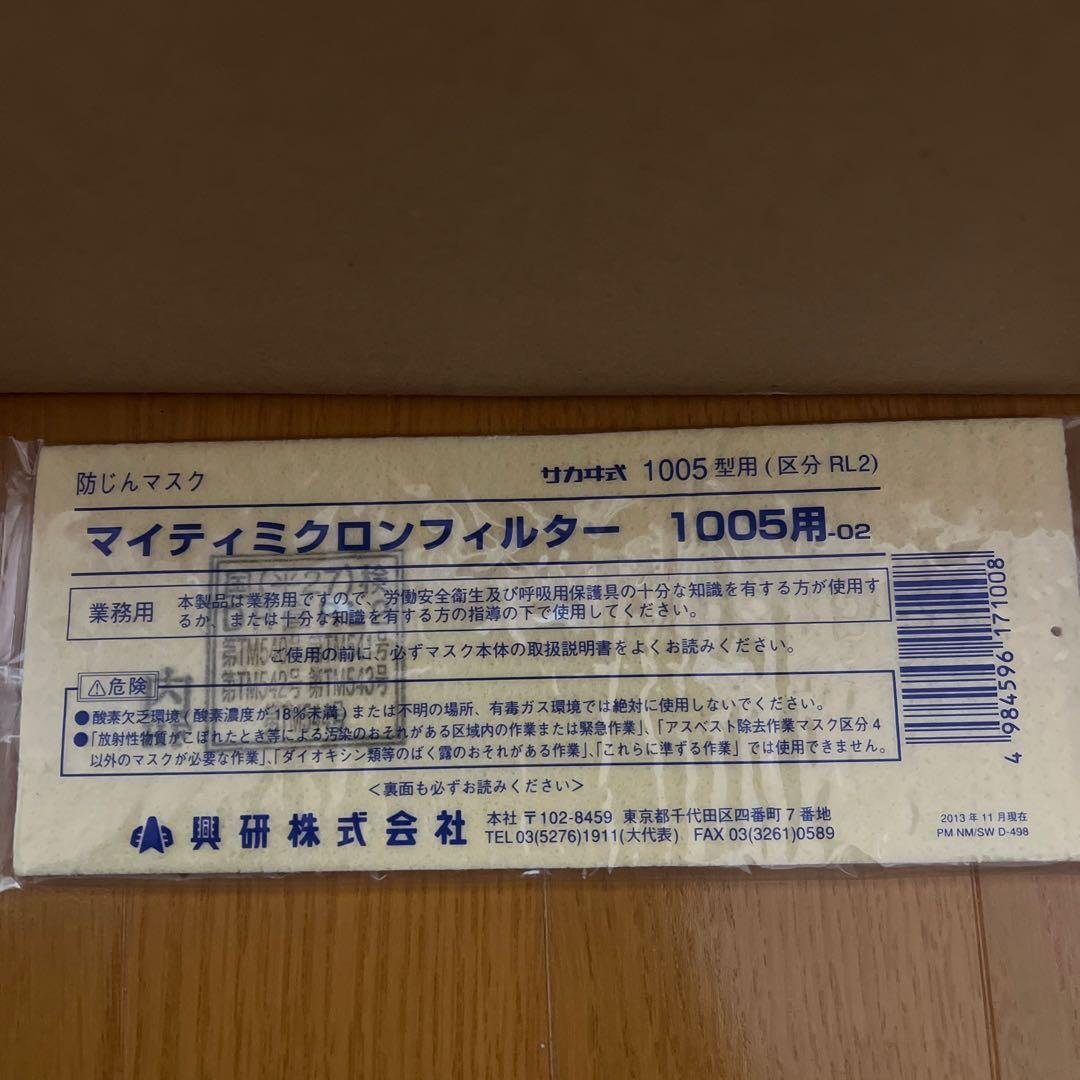 防じんマスク
サカヰ式 1005型用(区分 RL2)
マイティミクロンフィルター 1005用-02
業務用
本製品は業務用ですので、労働安全衛生及び呼吸用保護具の十分な知識を有する方が使用す
るか、または十分な知識を有する方の指導の下で使用してください。
ご使用の前に、必ずマスク本体の取扱説明書をよくお読みください。
⚠危険
●酸素欠乏環境(酸素濃度が18%未満)または不明の場所、有毒ガス環境では絶対に使用しないでください。
●「放射性物質がこぼれたとき等による汚染のおそれがある区域内の作業または緊急作業」、「アスベスト除去作業マスク区分4
以外のマスクが必要な作業」、「ダイオキシン類等のばく露のおそれがある作業」、「これらに準ずる作業」では使用できません。
<裏面も必ずお読みください>
興研株式会社
本社 〒102-8459 東京都千代田区四番町7番地
TEL 03(5276)1911(大代表) FAX 03(3261)0589
2013年11月現在
PM NM/SW D-498
4 984596 171008
第TM542号 第TM543号